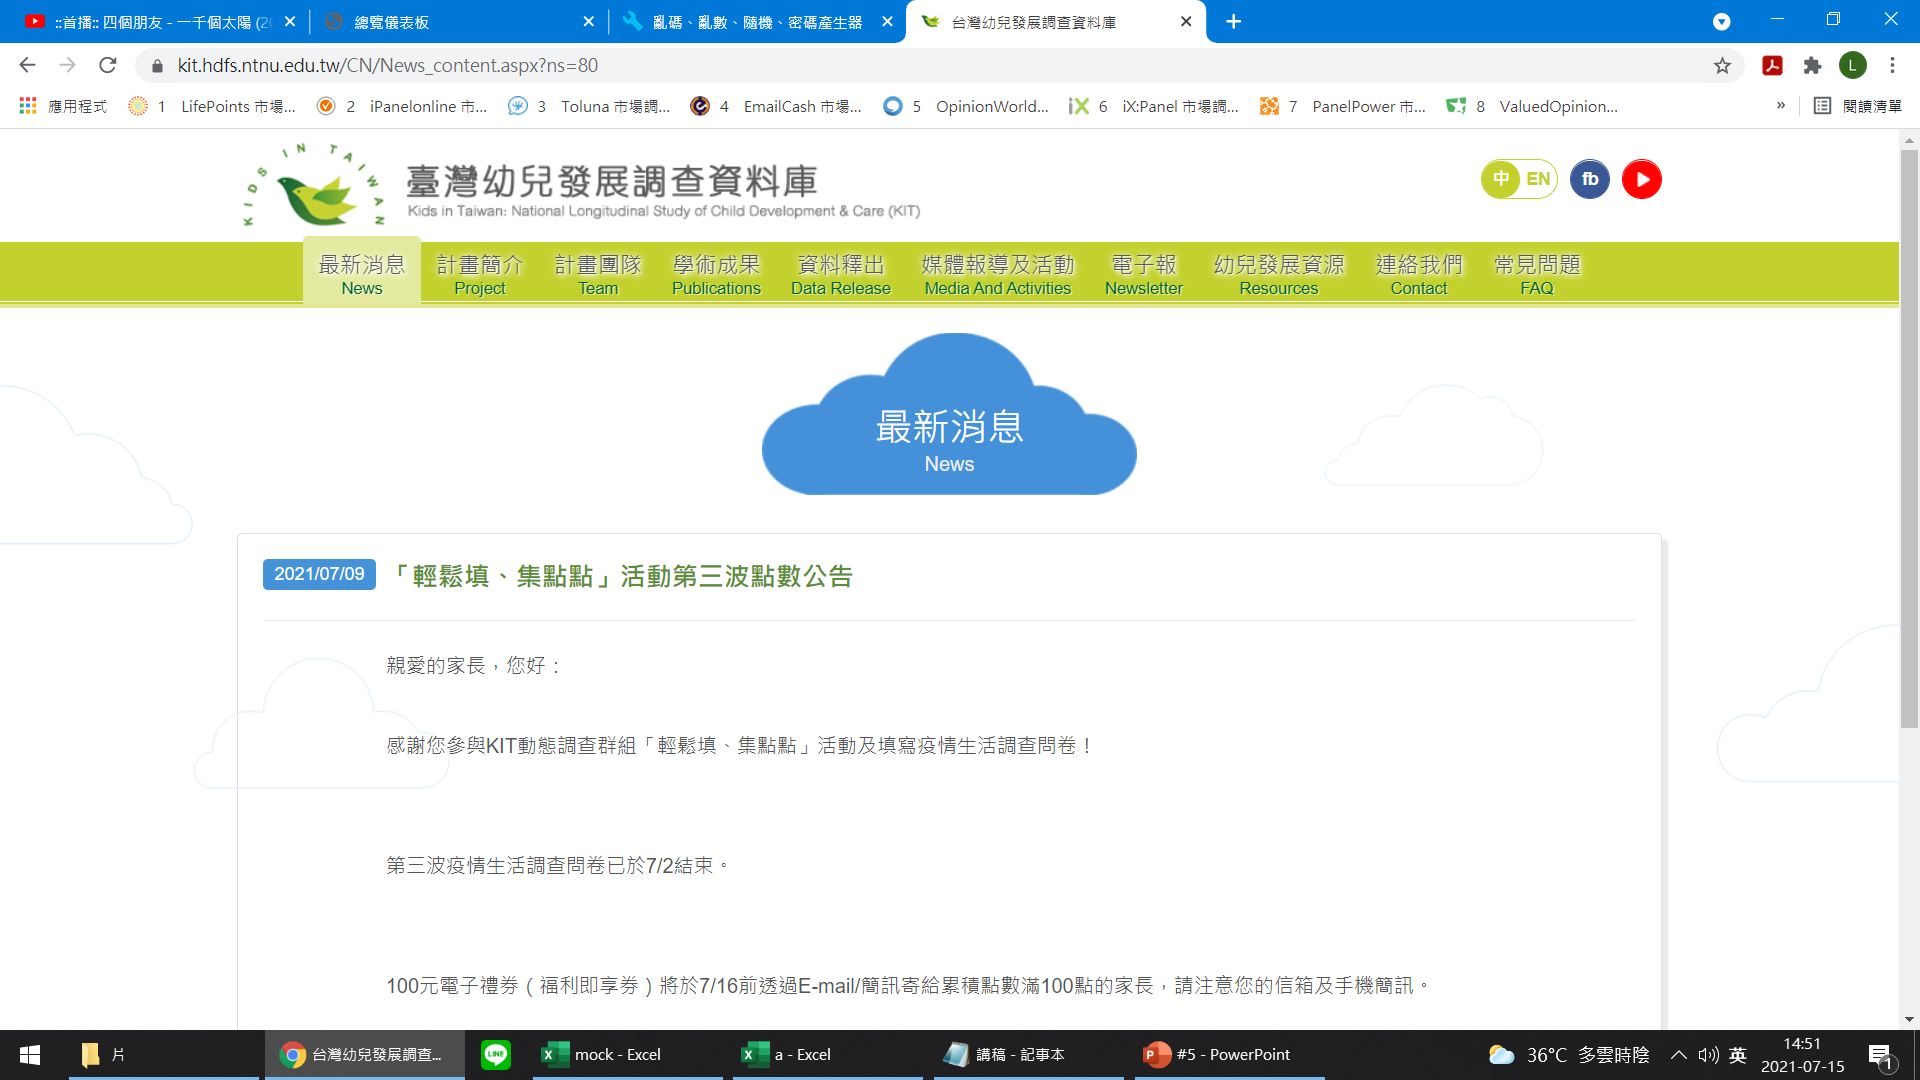 ::首播:: 四個朋友 - 一千個太陽 (20
總覽儀表板
亂碼、亂數、隨機、密碼產生器
台灣幼兒發展調查資料庫
kit.hdfs.ntnu.edu.tw/CN/News_content.aspx?ns=80
L
應用程式
1 LifePoints 市場...
2 iPanelonline 市...
3 Toluna 市場調...
4 EmailCash 市場...
5 OpinionWorld...
6 iX:Panel 市場調...
7 PanelPower 市...
8 ValuedOpinion...
»
閱讀清單
KIDS IN TAIWAN
臺灣幼兒發展調查資料庫
Kids in Taiwan: National Longitudinal Study of Child Development & Care (KIT)
中 EN fb
最新消息 計畫簡介 計畫團隊 學術成果 資料釋出 媒體報導及活動 電子報 幼兒發展資源 連絡我們 常見問題
News Project Team Publications Data Release Media And Activities Newsletter Resources Contact FAQ
最新消息
News
2021/07/09 「輕鬆填、集點點」活動第三波點數公告
親愛的家長，您好：
感謝您參與KIT動態調查群組「輕鬆填、集點點」活動及填寫疫情生活調查問卷！
第三波疫情生活調查問卷已於7/2結束。
100元電子禮券（福利即享券）將於7/16前透過E-mail/簡訊寄給累積點數滿100點的家長，請注意您的信箱及手機簡訊。
片
台灣幼兒發展調查...
LINE
mock - Excel
a - Excel
講稿 - 記事本
#5 - PowerPoint
36°C 多雲時陰
英
14:51
2021-07-15
1